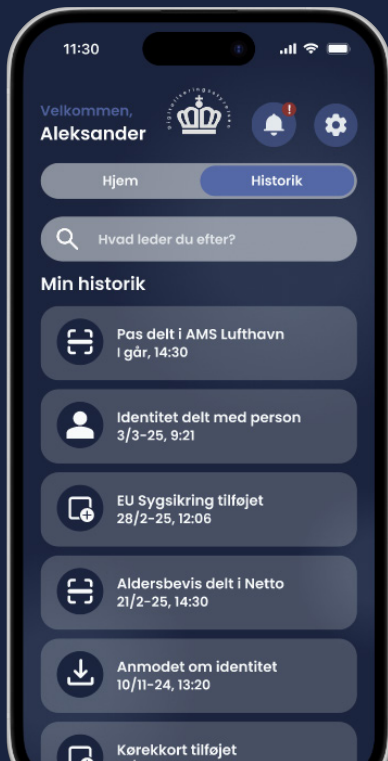 11:30
Velkommen,
Aleksander
digitaliseringsstyrelsen
!
Hjem
Historik
Hvad leder du efter?
Min historik
Pas delt i AMS Lufthavn
I går, 14:30
Identitet delt med person
3/3-25, 9:21
EU Sygsikring tilføjet
28/2-25, 12:06
Aldersbevis delt i Netto
21/2-25, 14:30
Anmodet om identitet
10/11-24, 13:20
Kørekkort tilføjet